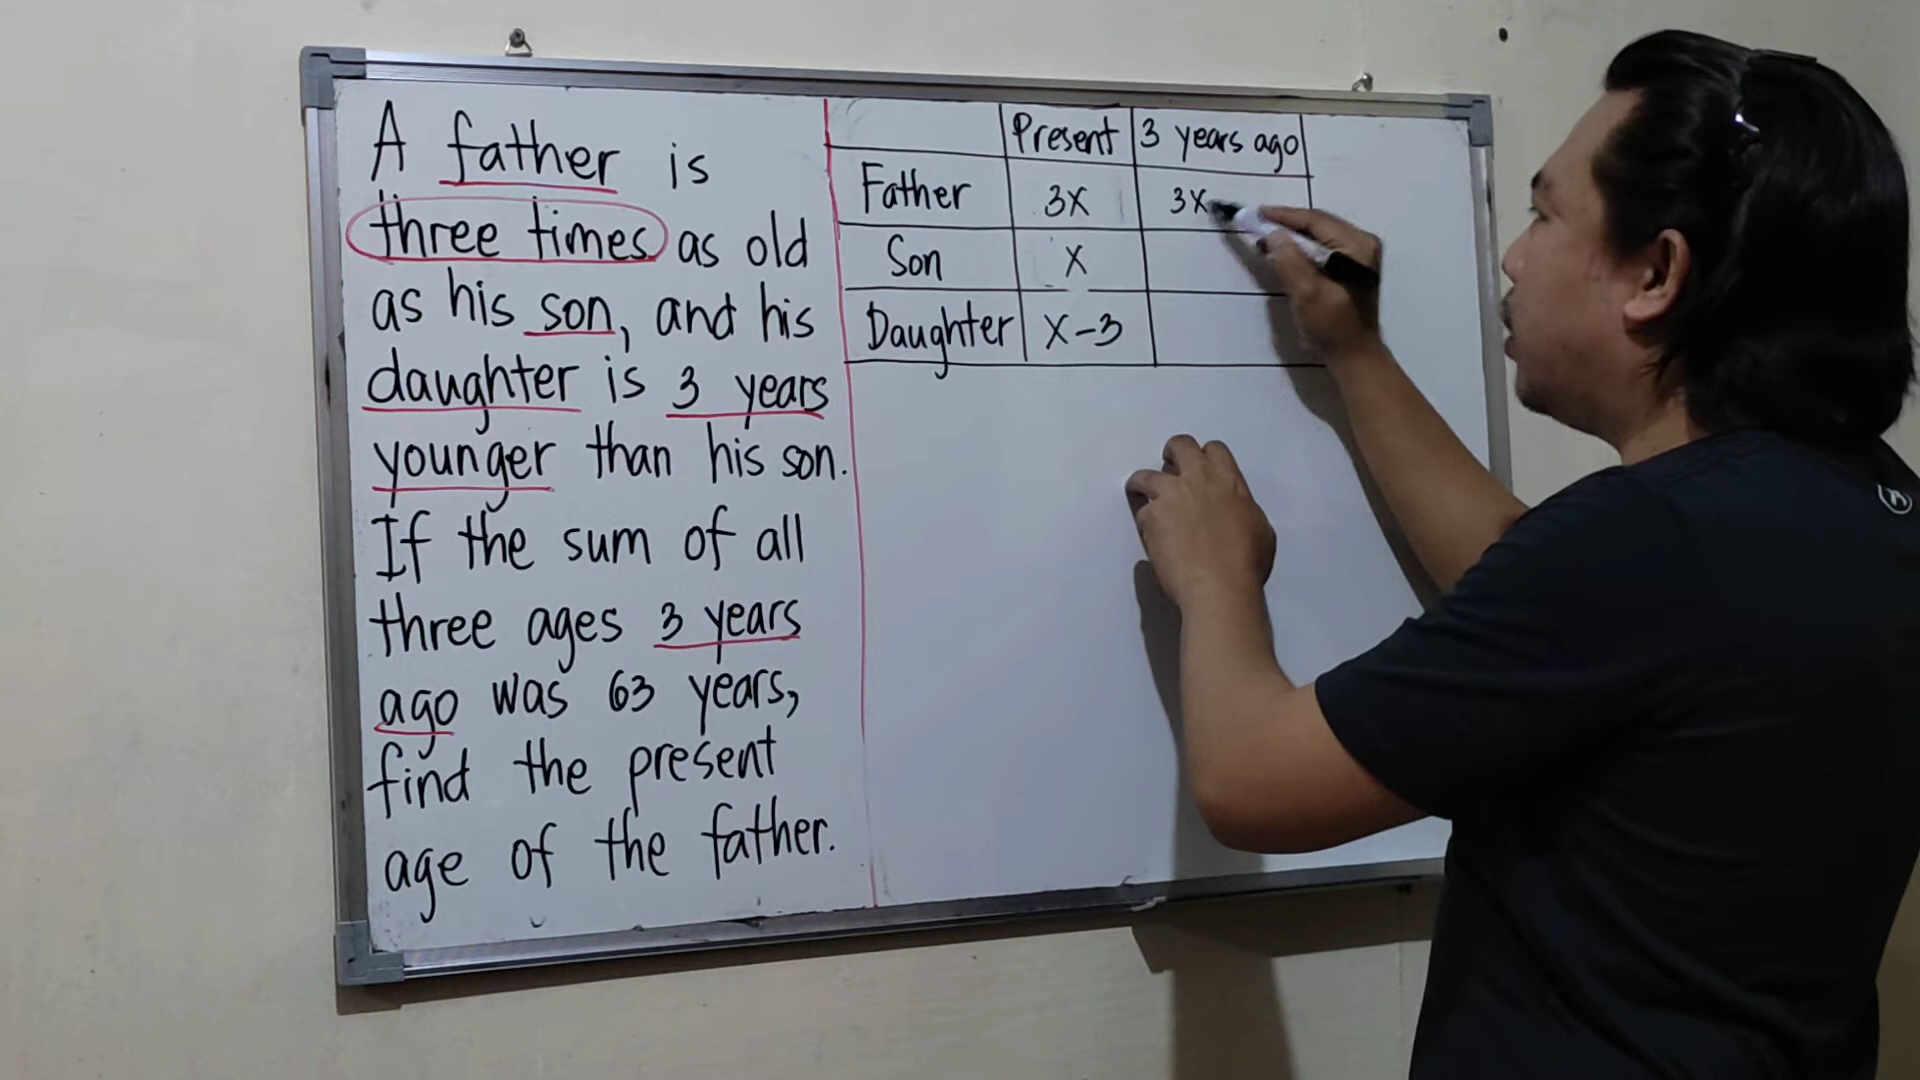 A father is
three times as old
as his son, and his
daughter is 3 years
younger than his son.
If the sum of all
three ages 3 years
ago was 63 years,
find the present
age of the father.
Present 3 years ago
Father 3X 3X
Son X
Daughter X-3